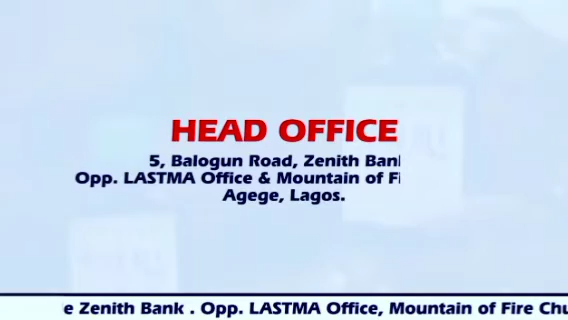 HEAD OFFICE
5, Balogun Road, Zenith Ban
Opp. LASTMA Office & Mountain of Fi
Agege, Lagos.
e Zenith Bank . Opp. LASTMA Office, Mountain of Fire Chu